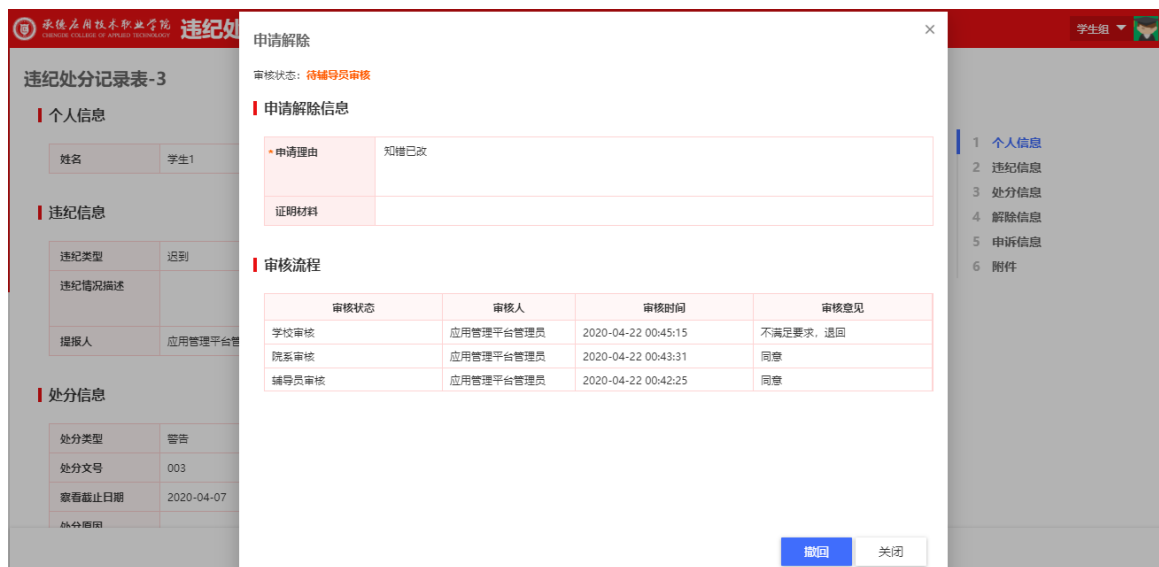 承德应用技术职业学院 违纪处
CHENGDE COLLEGE OF APPLIED TECHNOLOGY
学生组
违纪处分记录表-3
个人信息
姓名 学生1
违纪信息
违纪类型 迟到
违纪情况描述
提报人 应用管理平台管
处分信息
处分类型 警告
处分文号 003
察看截止日期 2020-04-07
处分原因
申请解除
×
审核状态：待辅导员审核
申请解除信息
*申请理由 知错已改
证明材料
审核流程
审核状态 审核人 审核时间 审核意见
学校审核 应用管理平台管理员 2020-04-22 00:45:15 不满足要求，退回
院系审核 应用管理平台管理员 2020-04-22 00:43:31 同意
辅导员审核 应用管理平台管理员 2020-04-22 00:42:25 同意
撤回 关闭
1 个人信息
2 违纪信息
3 处分信息
4 解除信息
5 申诉信息
6 附件